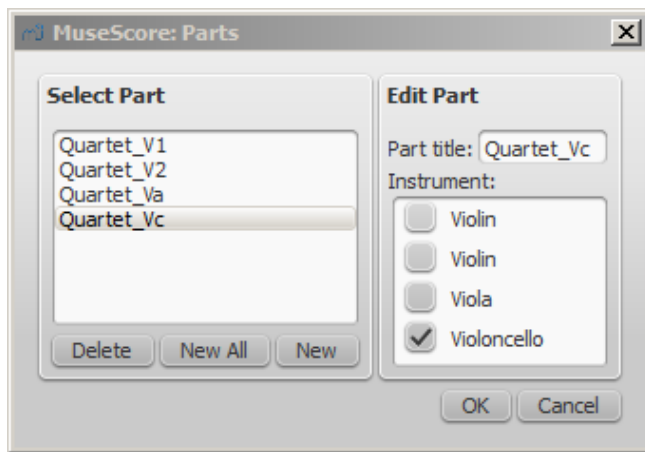 MuseScore: Parts
Select Part
Quartet_V1
Quartet_V2
Quartet_Va
Quartet_Vc
Delete
New All
New
Edit Part
Part title: Quartet_Vc
Instrument:
Violin
Violin
Viola
Violoncello
OK
Cancel